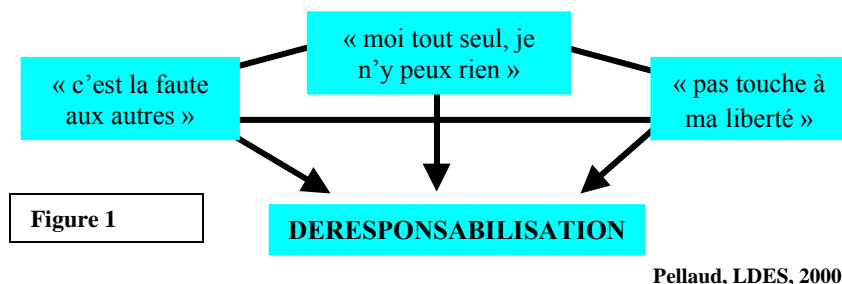 « c’est la faute
aux autres »
« moi tout seul, je
n’y peux rien »
« pas touche à
ma liberté »
Figure 1
DERESPONSABILISATION
Pellaud, LDES, 2000